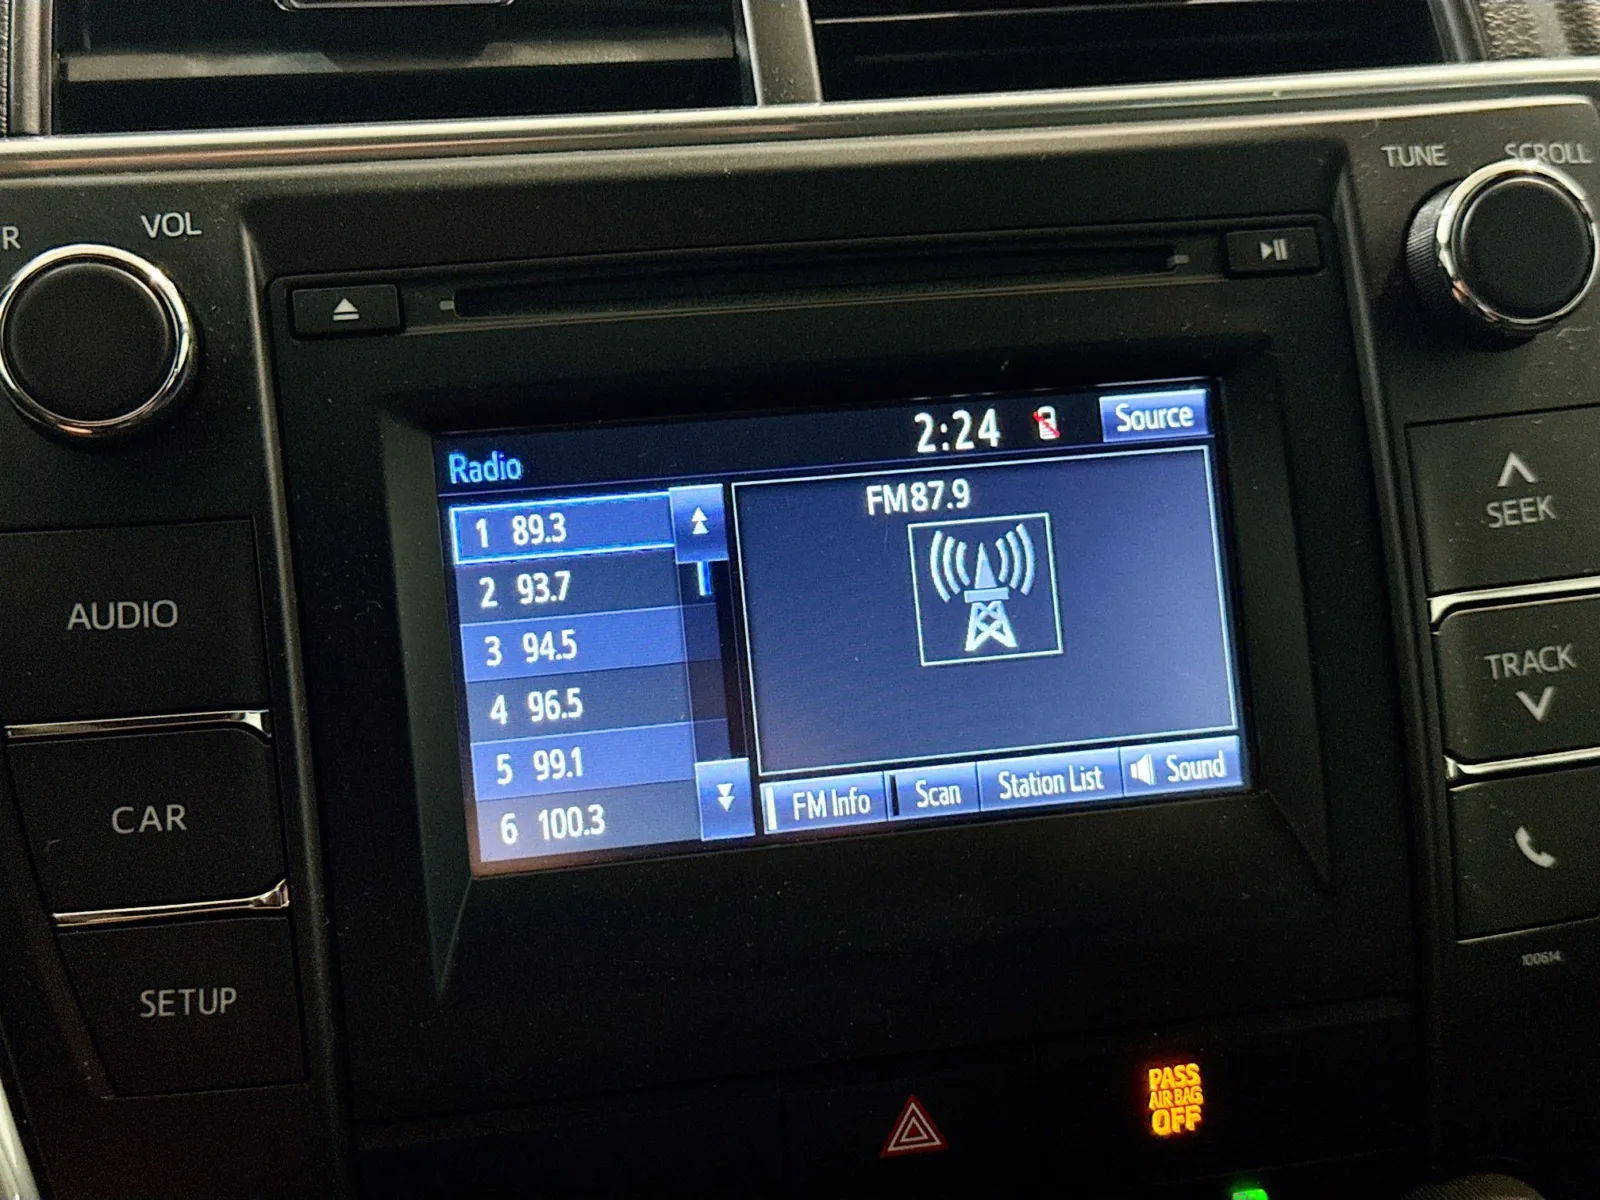 TUNE
SCROLL
R
VOL
2:24
Source
Radio
FM87.9
1 89.3
2 93.7
3 94.5
4 96.5
5 99.1
6 100.3
FM Info
Scan
Station List
Sound
SEEK
TRACK
AUDIO
CAR
SETUP
100614
PASS
AIR BAG
OFF